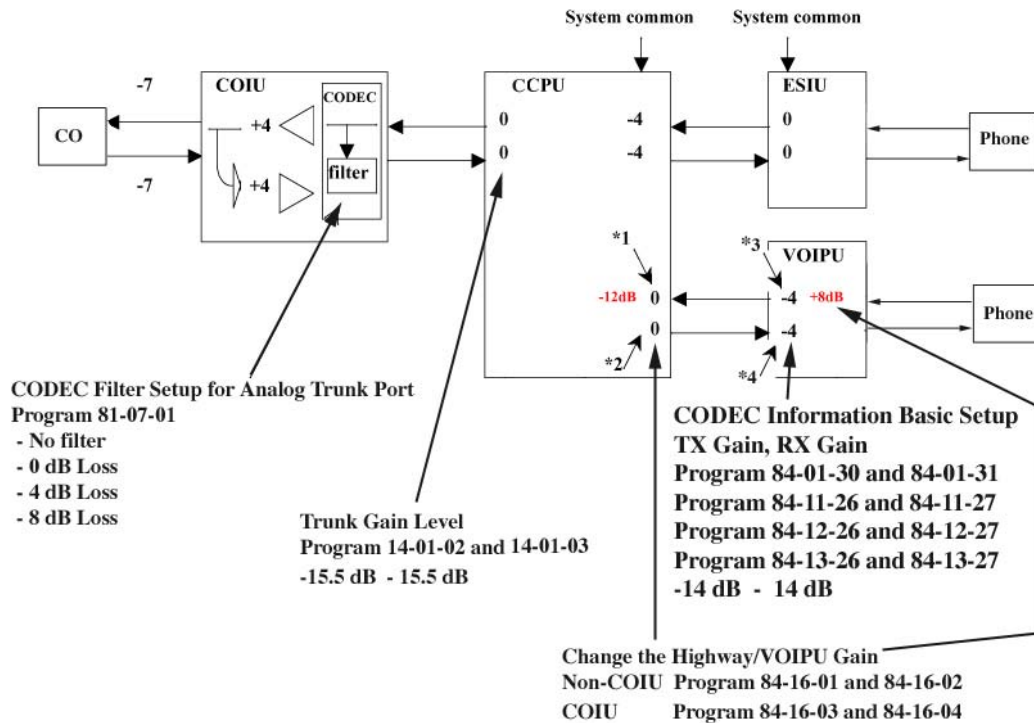 System common
System common
-7
COIU
CODEC
CCPU
ESIU
CO
+4
0
-4
0
Phone
+4
filter
0
-4
0
-7
*1
*3
VOIPU
-12dB
0
-4
+8dB
Phone
0
-4
*2
*4
CODEC Filter Setup for Analog Trunk Port
Program 81-07-01
- No filter
- 0 dB Loss
- 4 dB Loss
- 8 dB Loss
Trunk Gain Level
Program 14-01-02 and 14-01-03
-15.5 dB - 15.5 dB
CODEC Information Basic Setup
TX Gain, RX Gain
Program 84-01-30 and 84-01-31
Program 84-11-26 and 84-11-27
Program 84-12-26 and 84-12-27
Program 84-13-26 and 84-13-27
-14 dB - 14 dB
Change the Highway/VOIPU Gain
Non-COIU Program 84-16-01 and 84-16-02
COIU Program 84-16-03 and 84-16-04